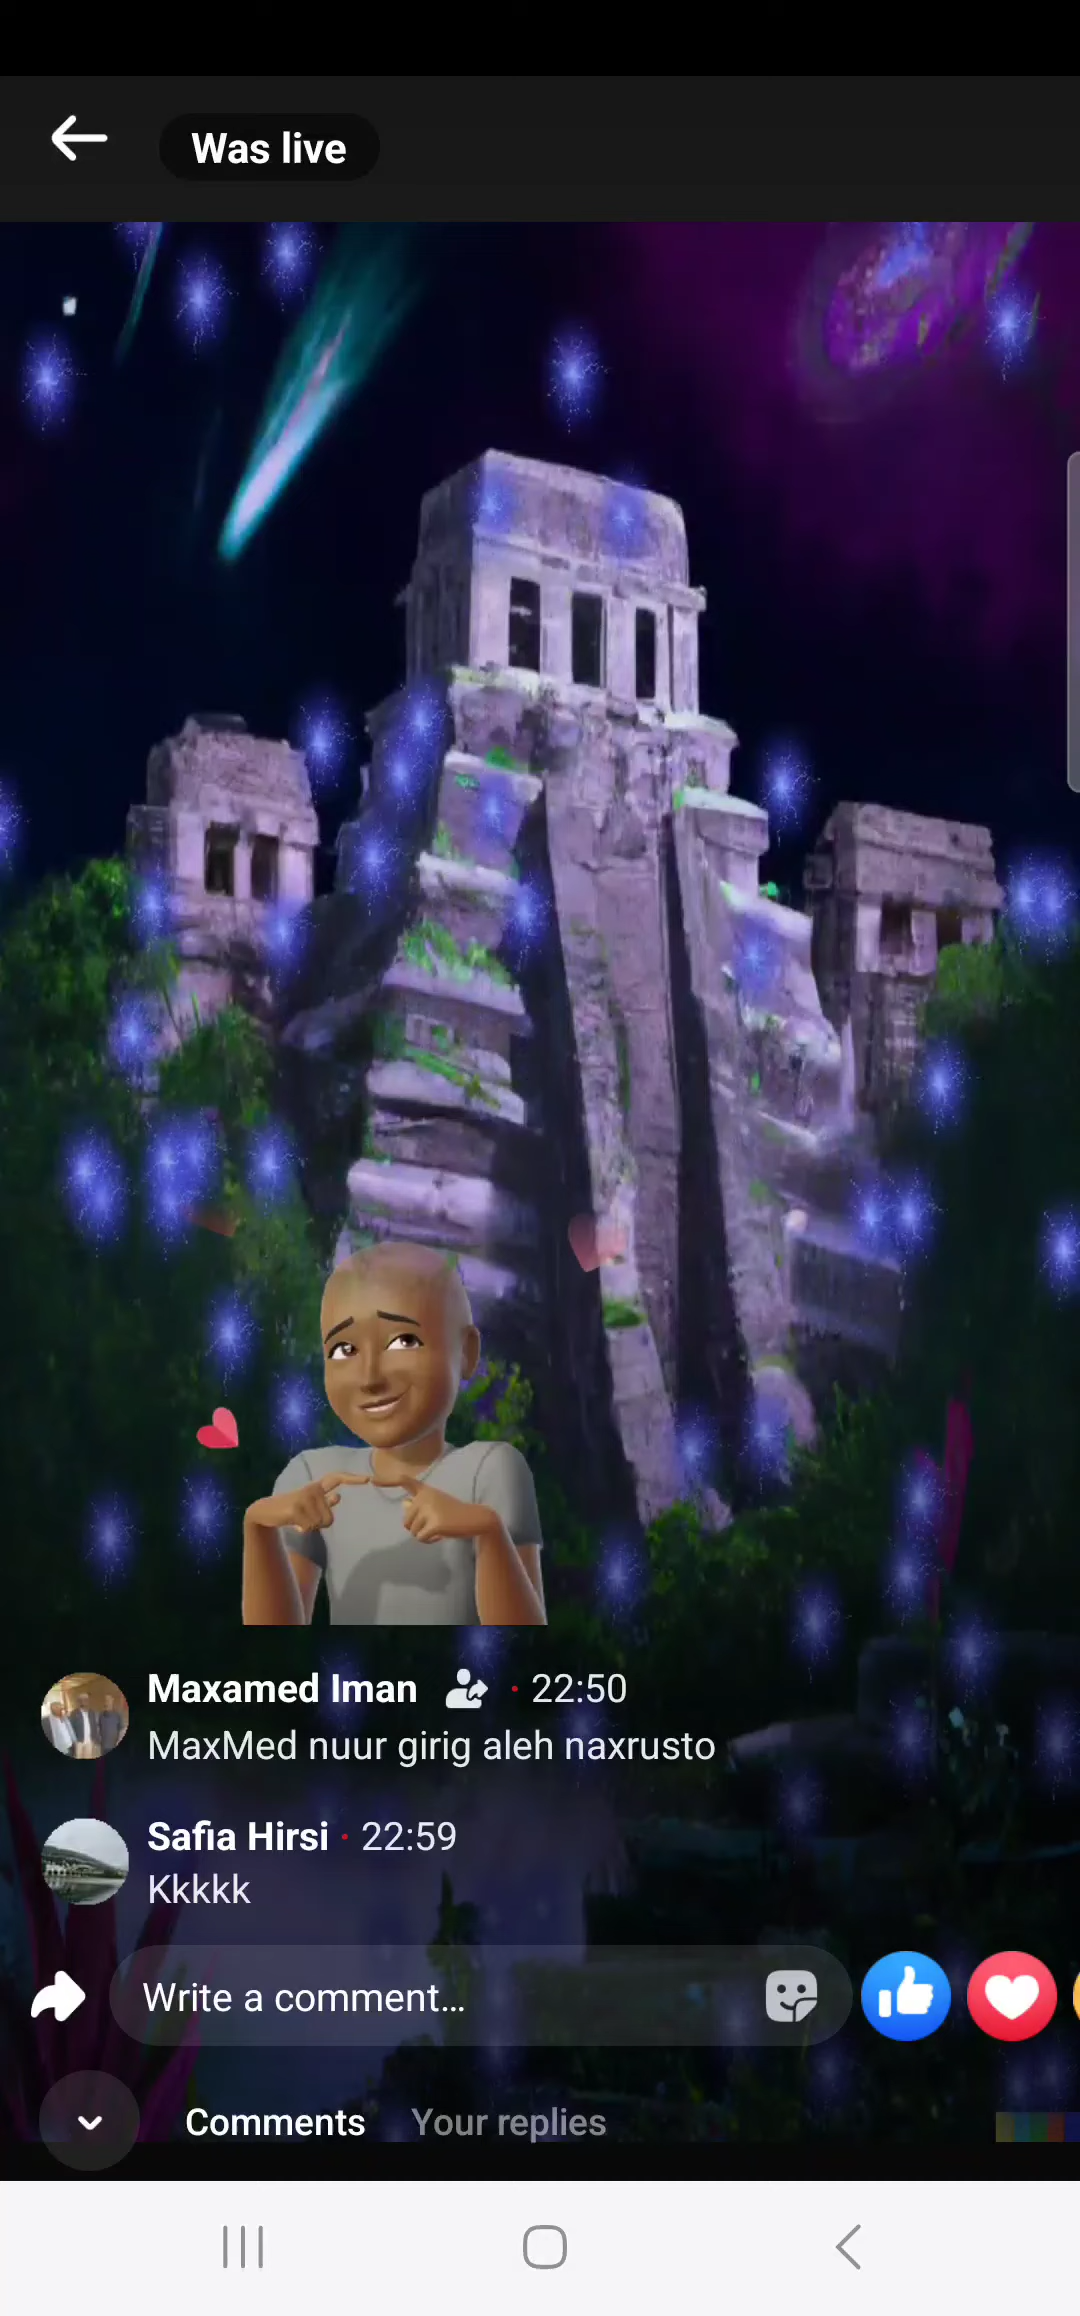 Was live
Maxamed Iman · 22:50
MaxMed nuur girig aleh naxrusto
Safia Hirsi · 22:59
Kkkkk
Write a comment...
Comments Your replies